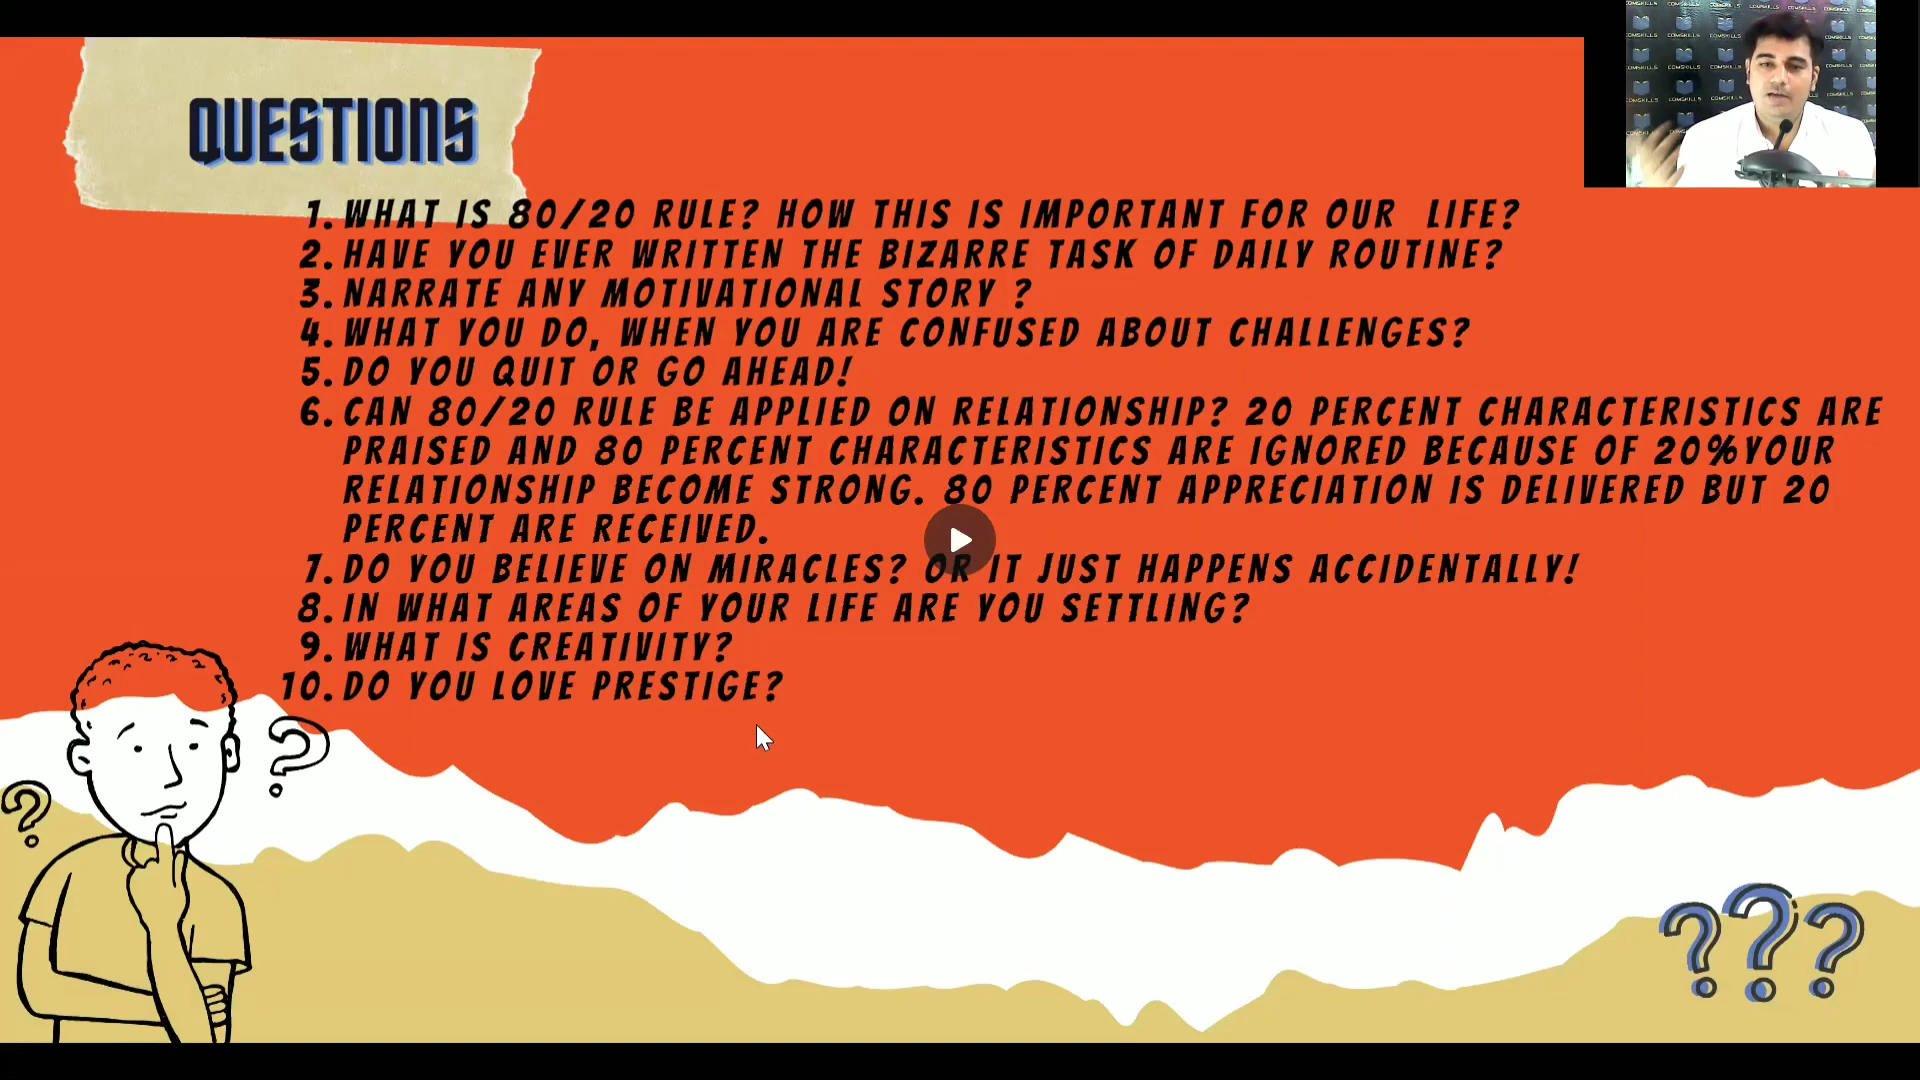 COMSKILLS COMSKILLS COMSKILLS
QUESTIONS
1. WHAT IS 80/20 RULE? HOW THIS IS IMPORTANT FOR OUR LIFE?
2. HAVE YOU EVER WRITTEN THE BIZARRE TASK OF DAILY ROUTINE?
3. NARRATE ANY MOTIVATIONAL STORY ?
4. WHAT YOU DO, WHEN YOU ARE CONFUSED ABOUT CHALLENGES?
5. DO YOU QUIT OR GO AHEAD!
6. CAN 80/20 RULE BE APPLIED ON RELATIONSHIP? 20 PERCENT CHARACTERISTICS ARE
PRAISED AND 80 PERCENT CHARACTERISTICS ARE IGNORED BECAUSE OF 20%YOUR
RELATIONSHIP BECOME STRONG. 80 PERCENT APPRECIATION IS DELIVERED BUT 20
PERCENT ARE RECEIVED.
7. DO YOU BELIEVE ON MIRACLES? OR IT JUST HAPPENS ACCIDENTALLY!
8. IN WHAT AREAS OF YOUR LIFE ARE YOU SETTLING?
9. WHAT IS CREATIVITY?
10. DO YOU LOVE PRESTIGE?